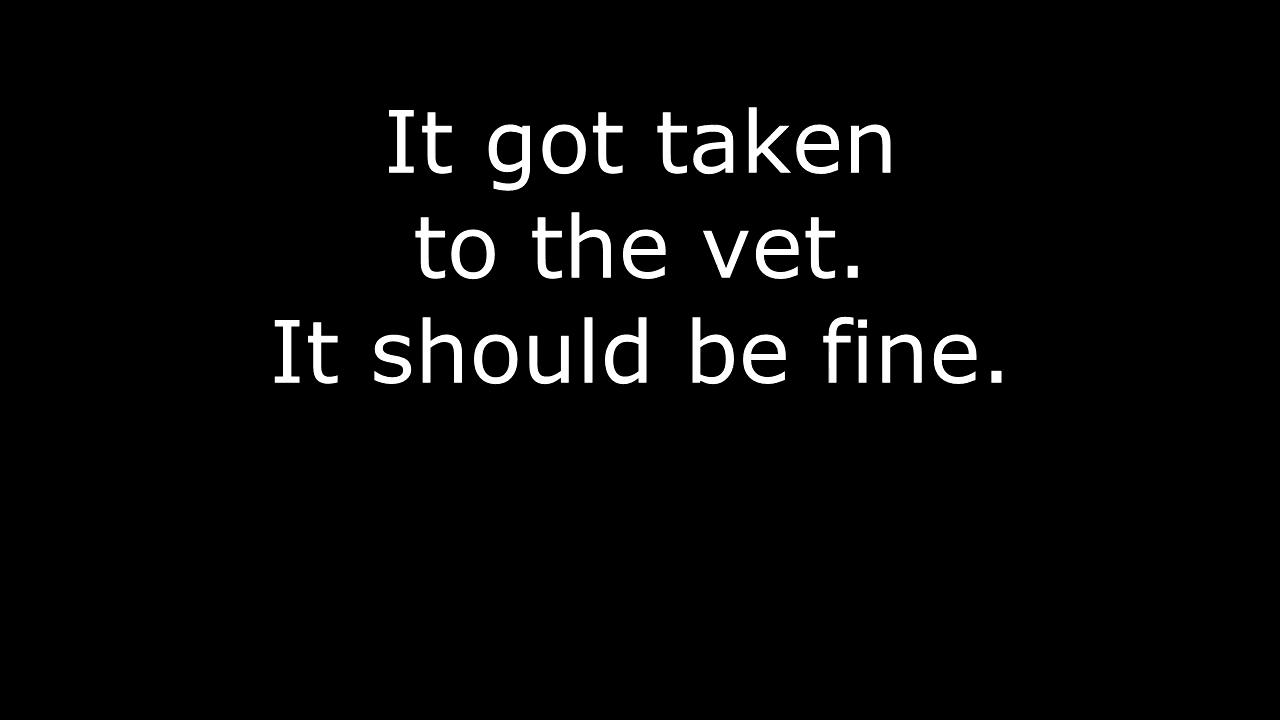 It got taken
to the vet.
It should be fine.